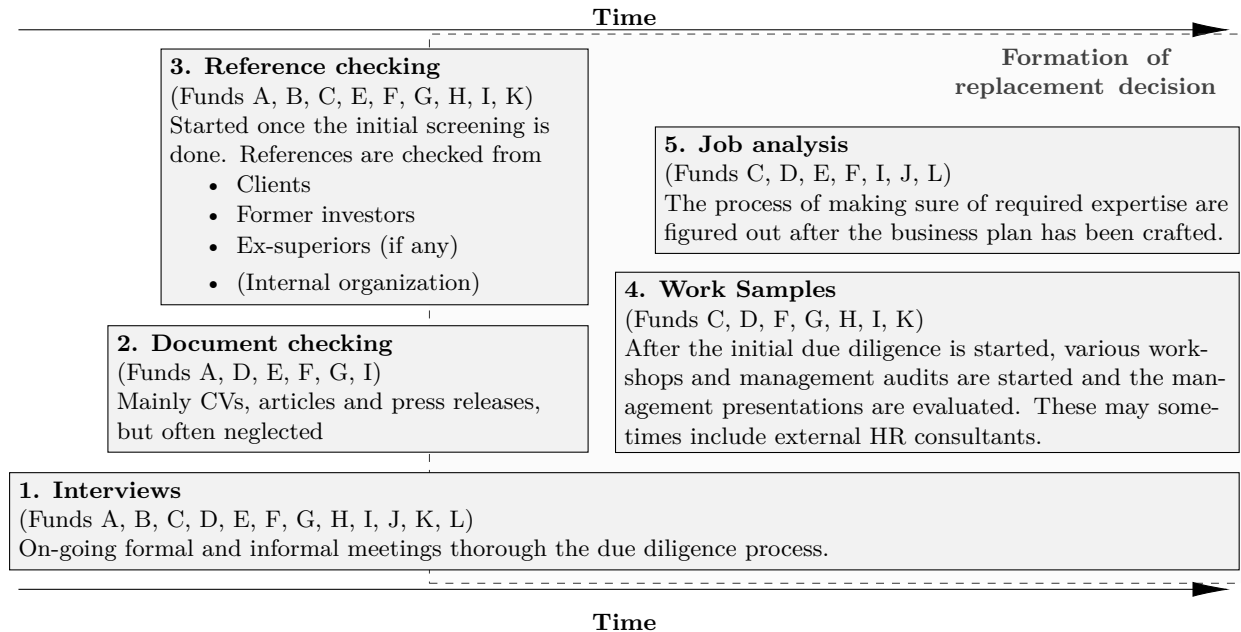 Time
Formation of
replacement decision
3. Reference checking
(Funds A, B, C, E, F, G, H, I, K)
Started once the initial screening is
done. References are checked from
• Clients
• Former investors
• Ex-superiors (if any)
• (Internal organization)
5. Job analysis
(Funds C, D, E, F, I, J, L)
The process of making sure of required expertise are
figured out after the business plan has been crafted.
4. Work Samples
(Funds C, D, F, G, H, I, K)
After the initial due diligence is started, various work-
shops and management audits are started and the man-
agement presentations are evaluated. These may some-
times include external HR consultants.
2. Document checking
(Funds A, D, E, F, G, I)
Mainly CVs, articles and press releases,
but often neglected
1. Interviews
(Funds A, B, C, D, E, F, G, H, I, J, K, L)
On-going formal and informal meetings thorough the due diligence process.
Time